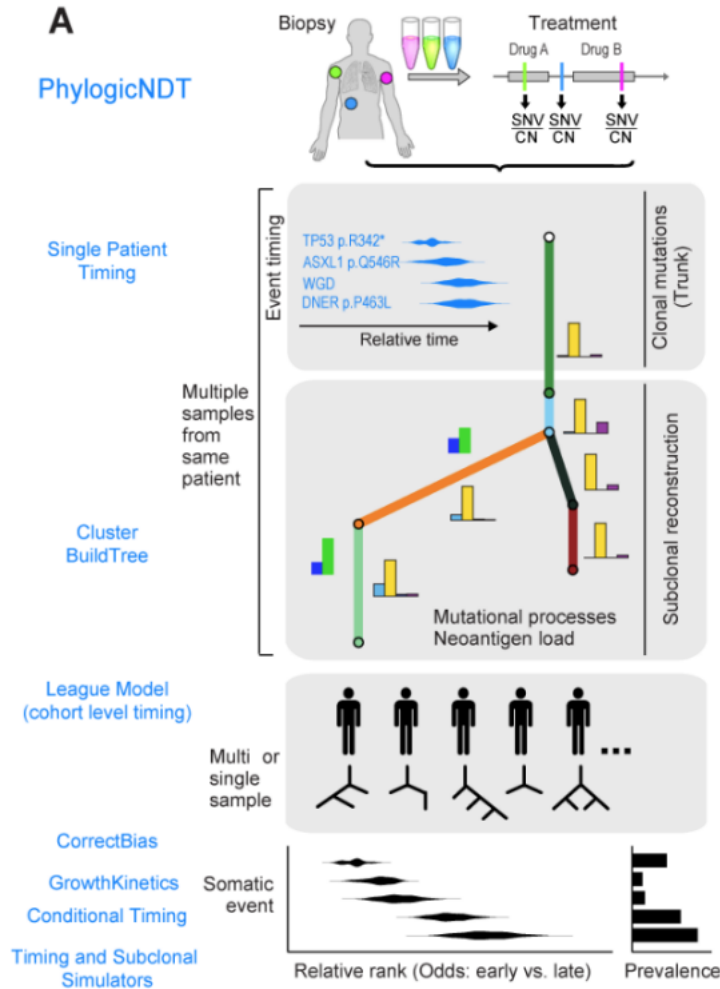 A
Biopsy
Treatment
PhylogicNDT
Drug A
Drug B
SNV
CN
SNV
CN
SNV
CN
Single Patient
Timing
Event timing
TP53 p.R342*
ASXL1 p.Q546R
WGD
DNER p.P463L
Relative time
Clonal mutations
(Trunk)
Multiple
samples
from
same
patient
Cluster
BuildTree
Subclonal reconstruction
Mutational processes
Neoantigen load
League Model
(cohort level timing)
Multi or
single
sample
...
CorrectBias
GrowthKinetics
Conditional Timing
Timing and Subclonal
Simulators
Somatic
event
Relative rank (Odds: early vs. late)
Prevalence